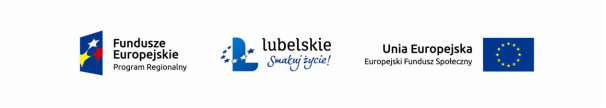 Fundusze
Europejskie
Program Regionalny
lubelskie
Smakuj życie!
Unia Europejska
Europejski Fundusz Społeczny